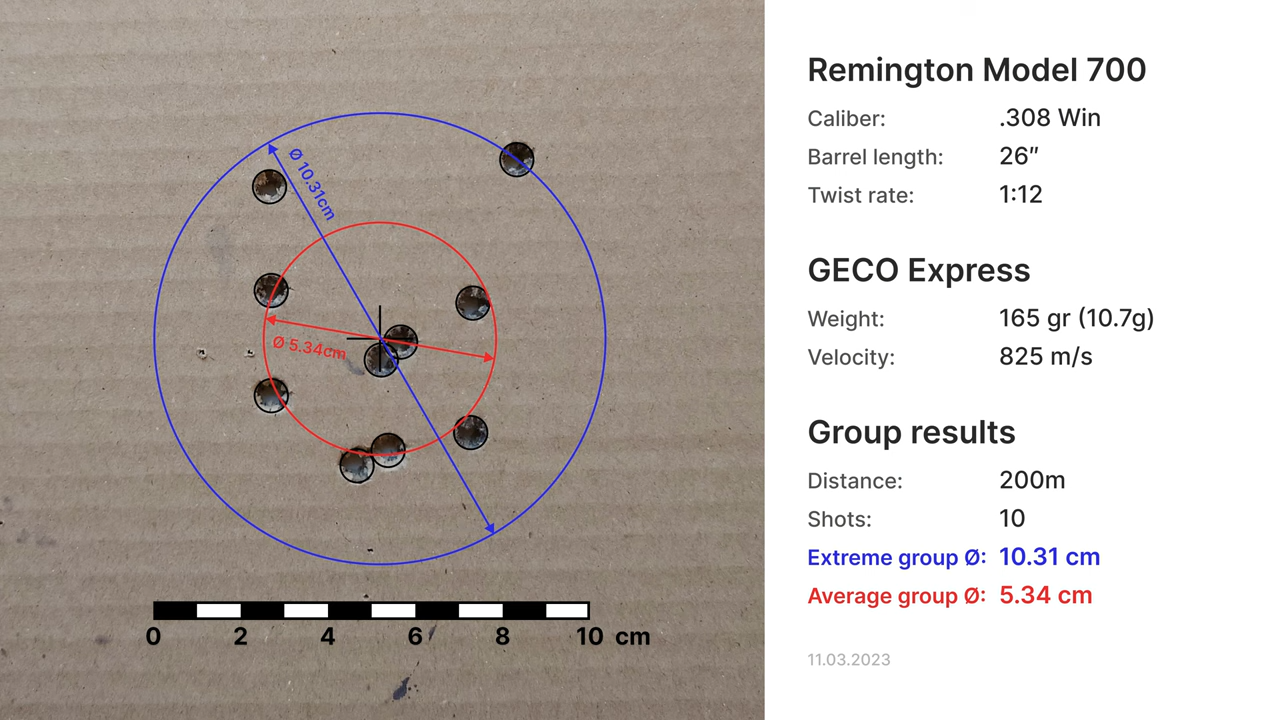 Ø 10.31cm
Ø 5.34cm
0 2 4 6 8 10 cm
Remington Model 700
Caliber: .308 Win
Barrel length: 26″
Twist rate: 1:12
GECO Express
Weight: 165 gr (10.7g)
Velocity: 825 m/s
Group results
Distance: 200m
Shots: 10
Extreme group Ø: 10.31 cm
Average group Ø: 5.34 cm
11.03.2023